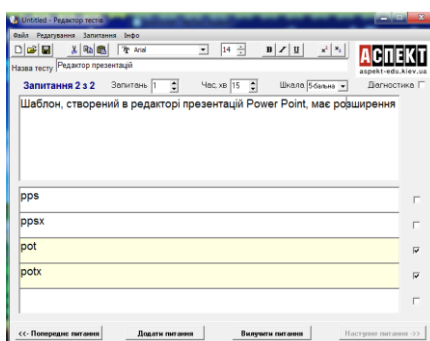 Untitled - Редактор тестів
Файл Редагування Запитання Інфо
Arial 14 B I U x² x₂
АСПЕКТ
aspekt-edu.kiev.ua
Назва тесту Редактор презентацій
Запитання 2 з 2 Запитань 1 Час, хв 15 Шкала 5-бальна Діагностика
Шаблон, створений в редакторі презентацій Power Point, має розширення
pps
ppsx
pot
potx
<<- Попереднє питання Додати питання Вилучити питання Наступне питання ->>